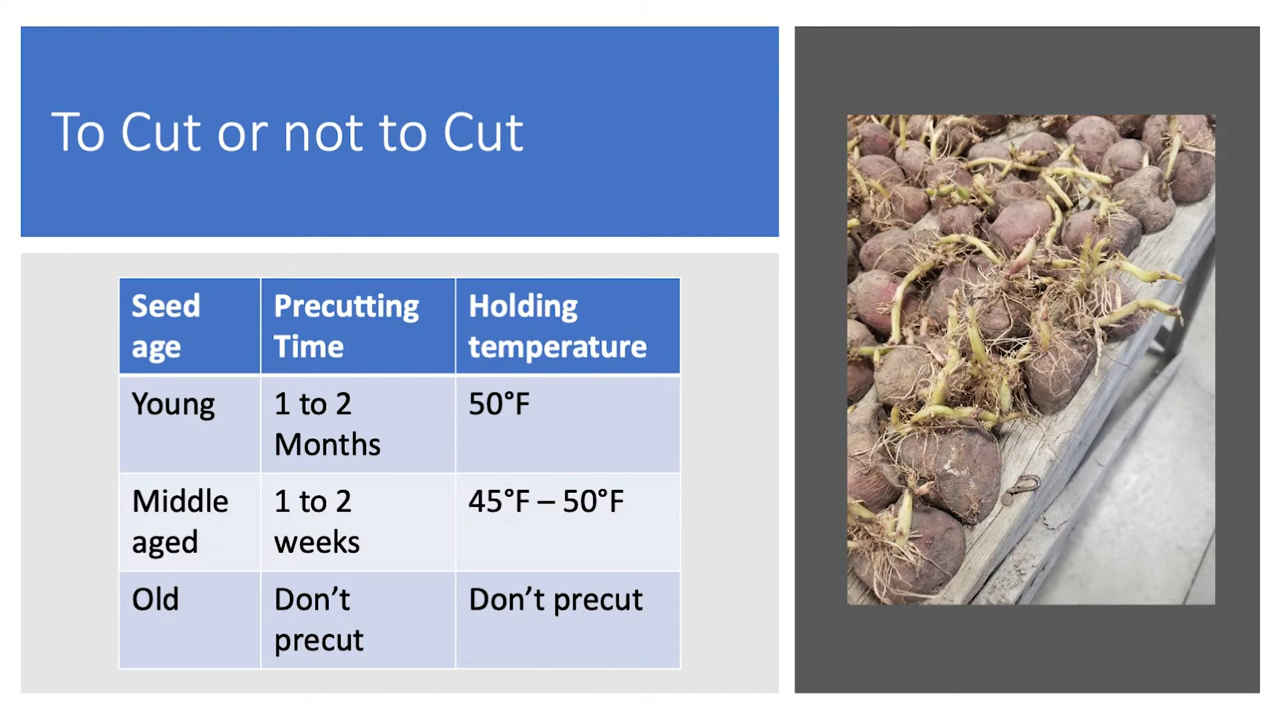 To Cut or not to Cut
Seed
age
Precutting
Time
Holding
temperature
Young
1 to 2
Months
50°F
Middle
aged
1 to 2
weeks
45°F – 50°F
Old
Don’t
precut
Don’t precut